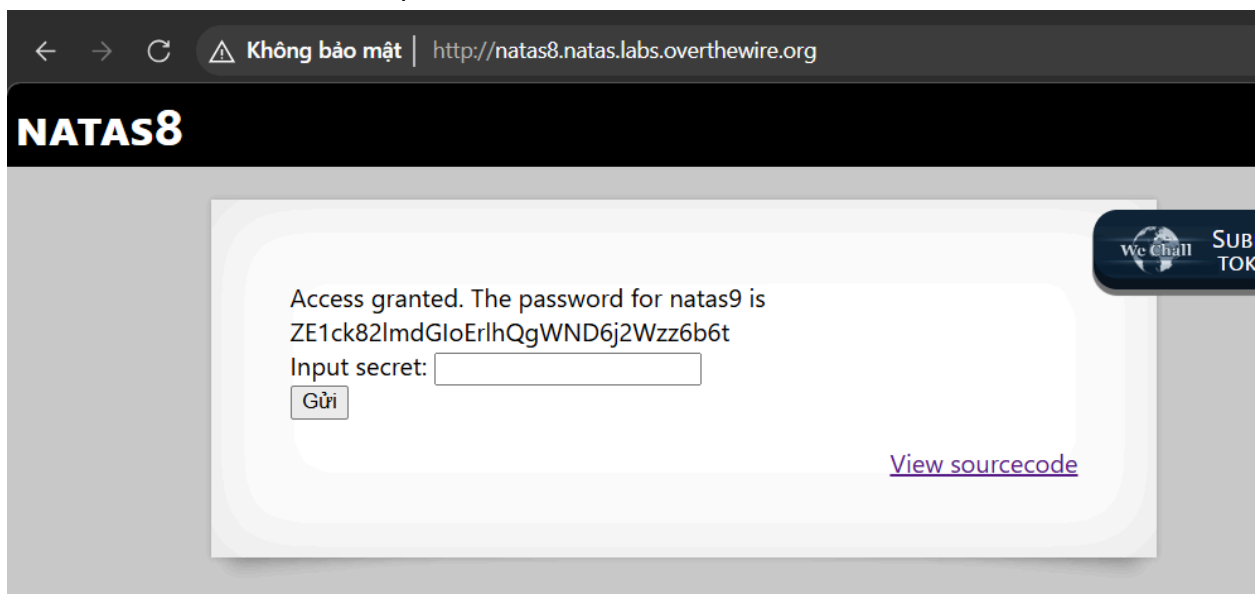 Không bảo mật | http://natas8.natas.labs.overthewire.org
NATAS8
We Chall
SUB
TOK
Access granted. The password for natas9 is
ZE1ck82lmdGIoErlhQgWND6j2Wzz6b6t
Input secret:
Gửi
View sourcecode